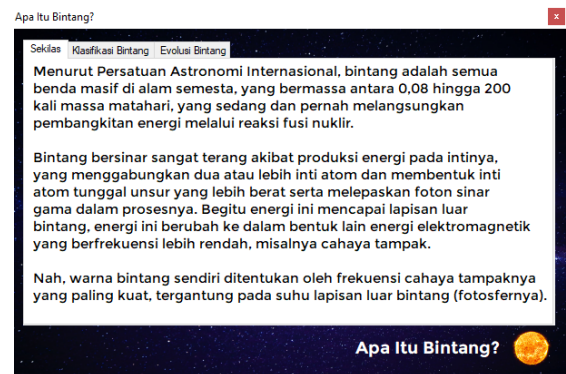 Apa Itu Bintang?
x
Sekilas
Klasifikasi Bintang
Evolusi Bintang
Menurut Persatuan Astronomi Internasional, bintang adalah semua
benda masif di alam semesta, yang bermassa antara 0,08 hingga 200
kali massa matahari, yang sedang dan pernah melangsungkan
pembangkitan energi melalui reaksi fusi nuklir.
Bintang bersinar sangat terang akibat produksi energi pada intinya,
yang menggabungkan dua atau lebih inti atom dan membentuk inti
atom tunggal unsur yang lebih berat serta melepaskan foton sinar
gama dalam prosesnya. Begitu energi ini mencapai lapisan luar
bintang, energi ini berubah ke dalam bentuk lain energi elektromagnetik
yang berfrekuensi lebih rendah, misalnya cahaya tampak.
Nah, warna bintang sendiri ditentukan oleh frekuensi cahaya tampaknya
yang paling kuat, tergantung pada suhu lapisan luar bintang (fotosfernya).
Apa Itu Bintang?